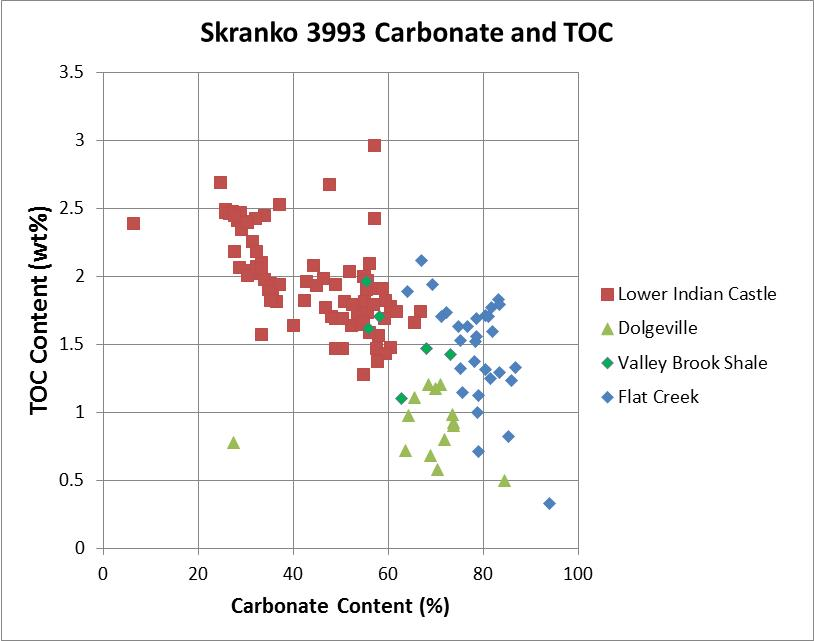 Skranko 3993 Carbonate and TOC
3.5
3
2.5
2
1.5
1
0.5
0
TOC Content (wt%)
0 20 40 60 80 100
Carbonate Content (%)
Lower Indian Castle
Dolgeville
Valley Brook Shale
Flat Creek